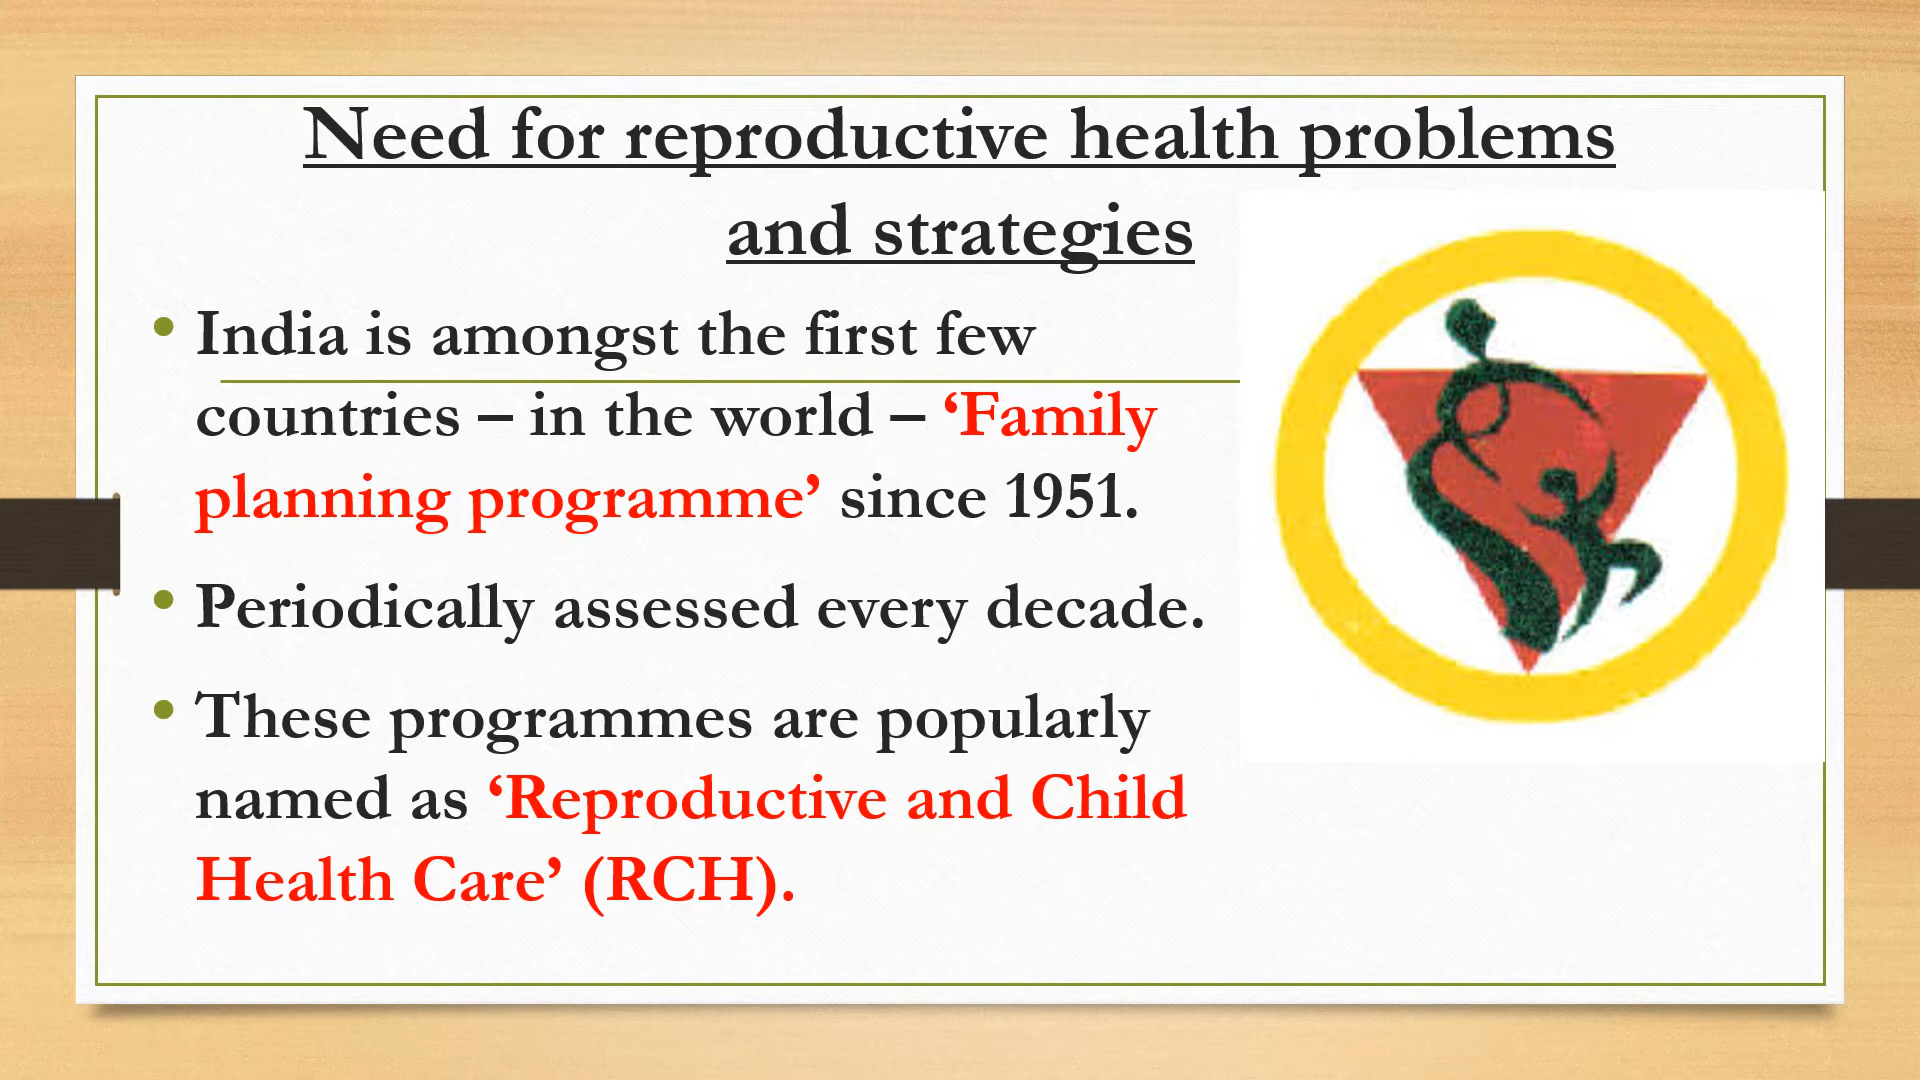 Need for reproductive health problems
and strategies
• India is amongst the first few
countries – in the world – ‘Family
planning programme’ since 1951.
• Periodically assessed every decade.
• These programmes are popularly
named as ‘Reproductive and Child
Health Care’ (RCH).